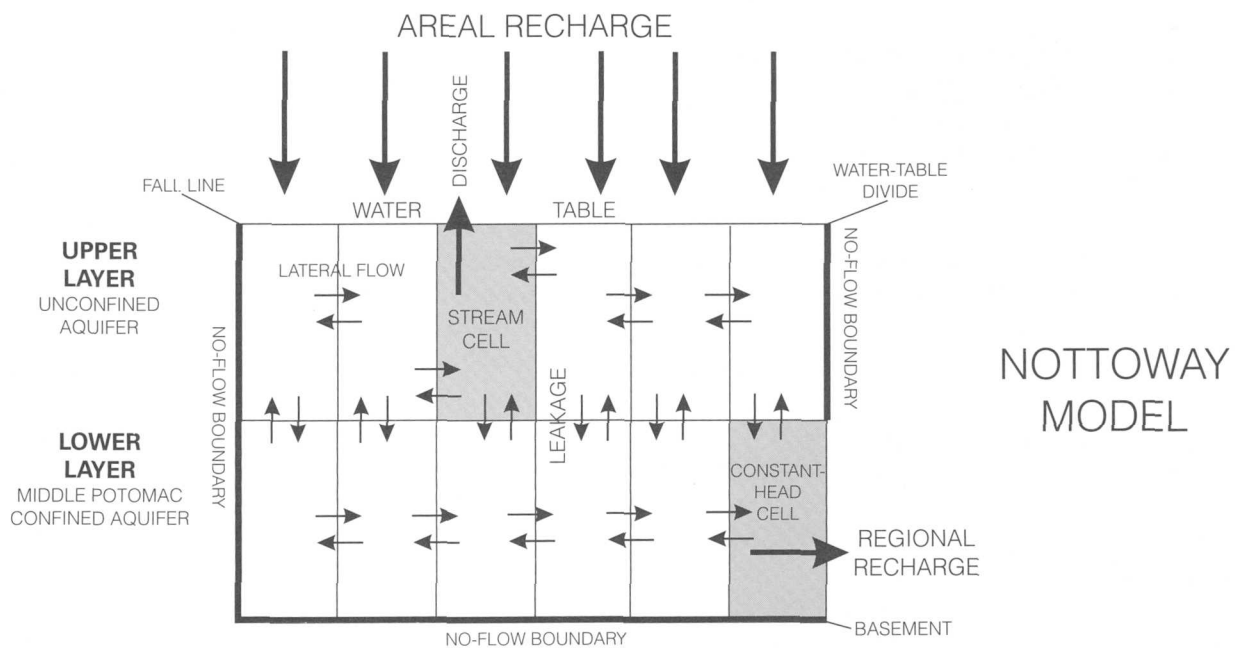 AREAL RECHARGE
DISCHARGE
FALL LINE
WATER-TABLE
DIVIDE
WATER TABLE
UPPER
LAYER
UNCONFINED
AQUIFER
LATERAL FLOW
STREAM
CELL
NO-FLOW BOUNDARY
NO-FLOW BOUNDARY
NOTTOWAY
MODEL
LEAKAGE
LOWER
LAYER
MIDDLE POTOMAC
CONFINED AQUIFER
CONSTANT-
HEAD
CELL
REGIONAL
RECHARGE
BASEMENT
NO-FLOW BOUNDARY